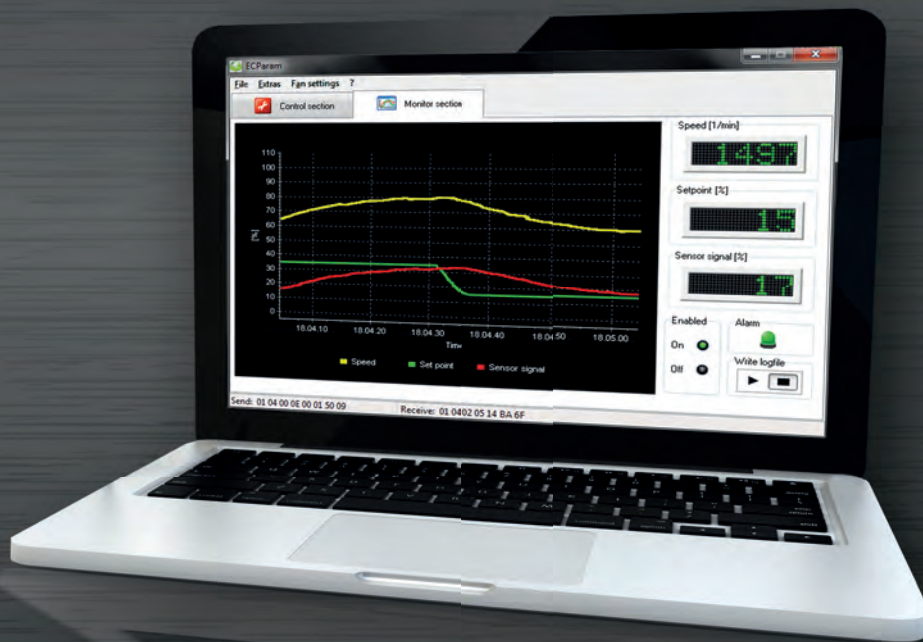 ECParam
File Extras Fan settings ?
Control section
Monitor section
Speed [1/min]
1497
Setpoint [%]
15
Sensor signal [%]
17
Enabled
On
Off
Alarm
Write logfile
110
100
90
80
70
60
50
40
30
20
10
0
[%]
18.04.10 18.04.20 18.04.30 18.04.40 18.04.50 18.05.00
Time
Speed Set point Sensor signal
Send: 01 04 00 0E 00 01 50 09
Receive: 01 0402 05 14 BA 6F